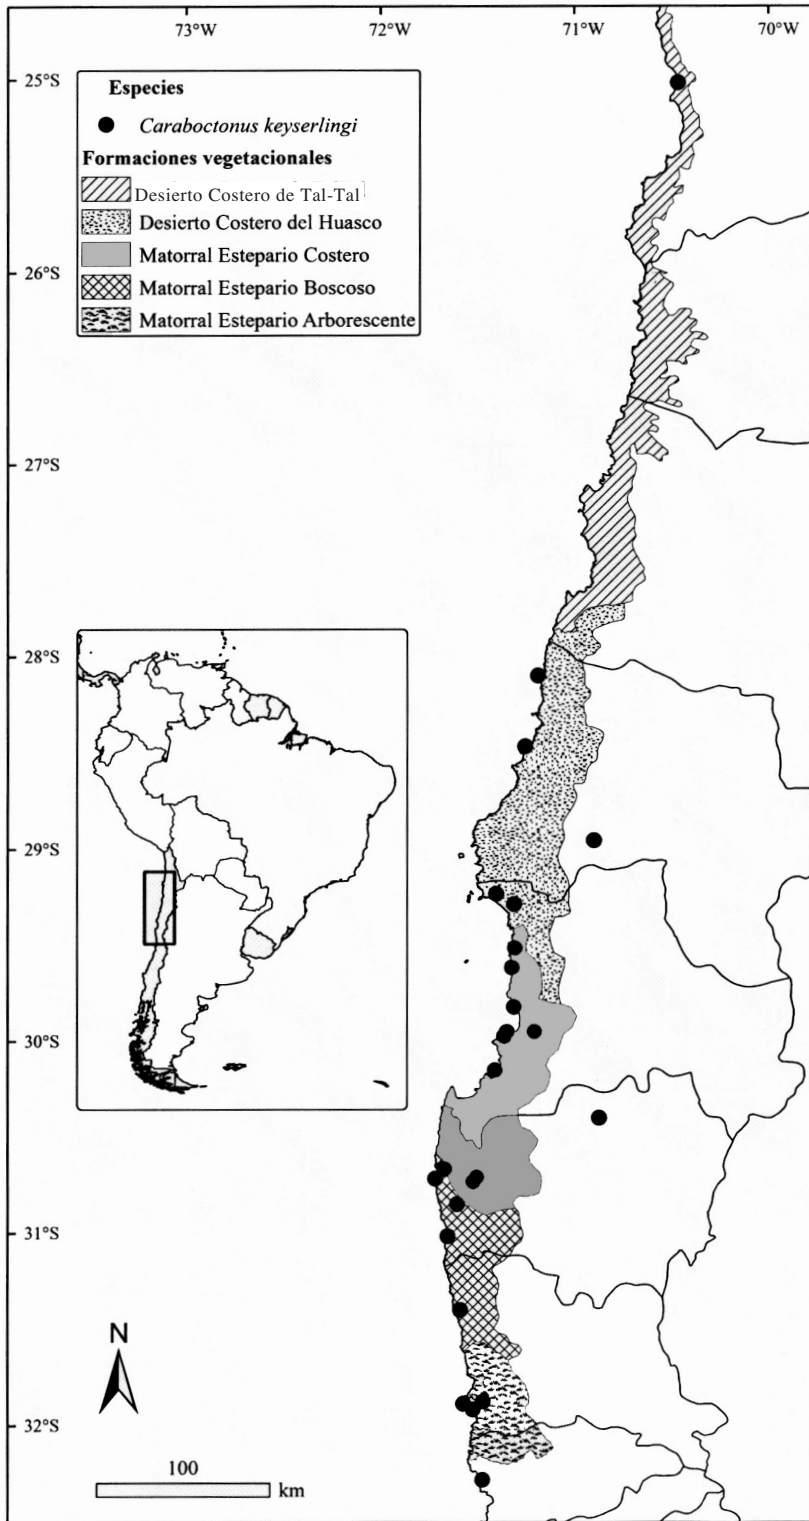 73°W 72°W 71°W 70°W
25°S
Especies
Caraboctonus keyserlingi
Formaciones vegetacionales
Desierto Costero de Tal-Tal
Desierto Costero del Huasco
Matorral Estepario Costero
Matorral Estepario Boscoso
Matorral Estepario Arborescente
26°S
27°S
28°S
29°S
30°S
31°S
32°S
N
100
km